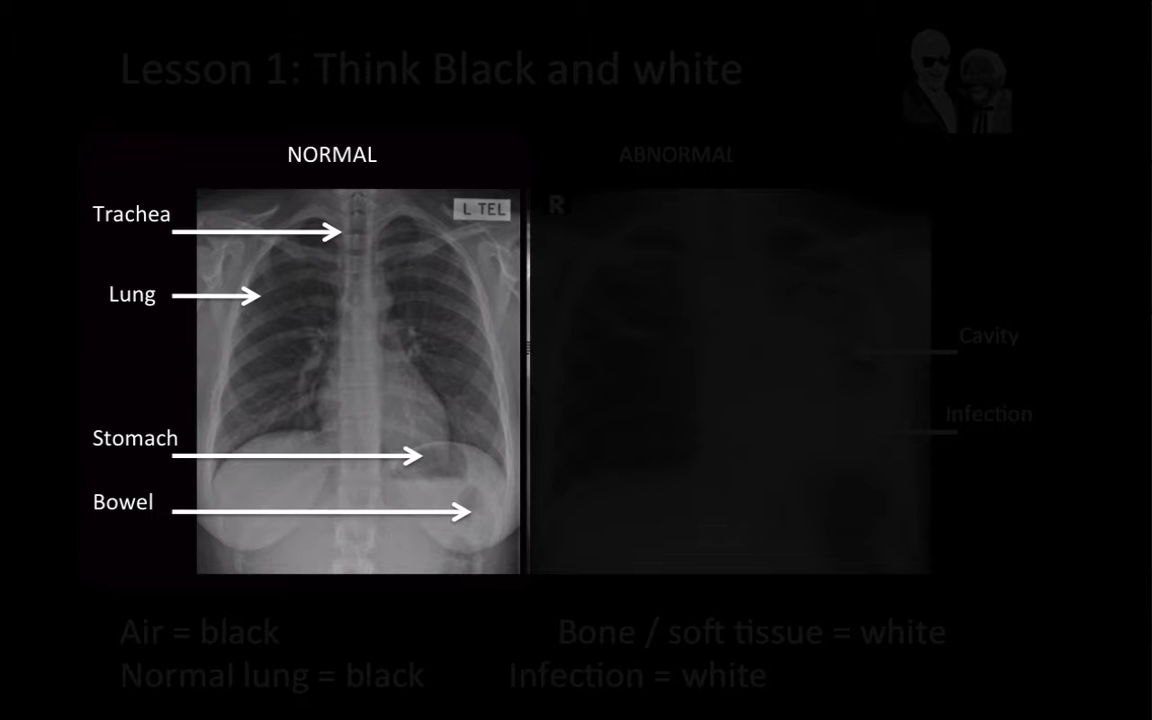 Lesson 1: Think Black and white
NORMAL
ABNORMAL
Trachea
L TEL
R
Lung
Cavity
Infection
Stomach
Bowel
Air = black
Bone / soft tissue = white
Normal lung = black
Infection = white